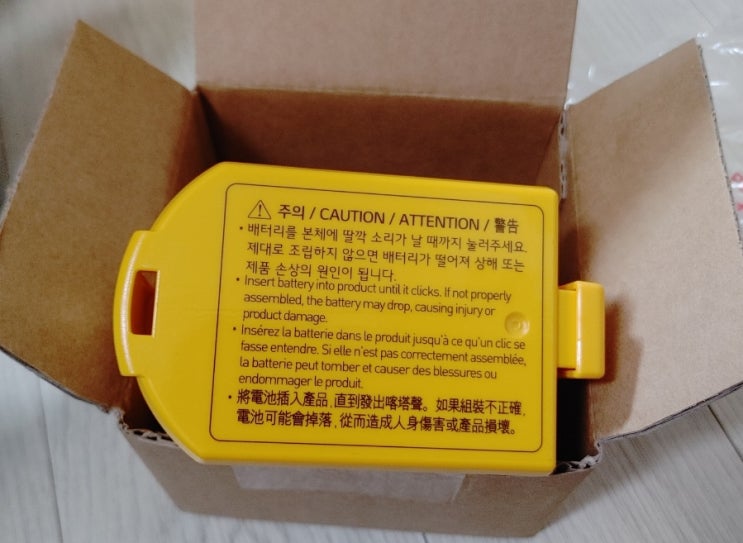 주의 / CAUTION / ATTENTION / 警告
• 배터리를 본체에 딸깍 소리가 날 때까지 눌러주세요.
제대로 조립하지 않으면 배터리가 떨어져 상해 또는
제품 손상의 원인이 됩니다.
• Insert battery into product until it clicks. If not properly
assembled, the battery may drop, causing injury or
product damage.
• Insérez la batterie dans le produit jusqu'à ce qu'un clic se
fasse entendre. Si elle n'est pas correctement assemblée,
la batterie peut tomber et causer des blessures ou
endommager le produit.
• 將電池插入產品, 直到發出喀塔聲。如果組裝不正確,
電池可能會掉落, 從而造成人身傷害或產品損壞。